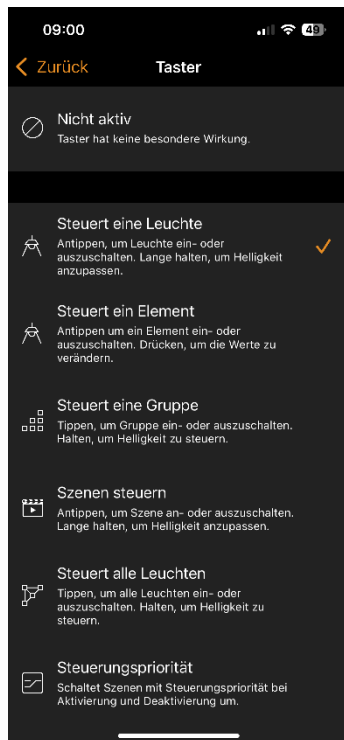 09:00
49
Zurück
Taster
Nicht aktiv
Taster hat keine besondere Wirkung.
Steuert eine Leuchte
Antippen, um Leuchte ein- oder
auszuschalten. Lange halten, um Helligkeit
anzupassen.
Steuert ein Element
Antippen um ein Element ein- oder
auszuschalten. Drücken, um die Werte zu
verändern.
Steuert eine Gruppe
Tippen, um Gruppe ein- oder auszuschalten.
Halten, um Helligkeit zu steuern.
Szenen steuern
Antippen, um Szene an- oder auszuschalten.
Lange halten, um Helligkeit anzupassen.
Steuert alle Leuchten
Tippen, um alle Leuchten ein- oder
auszuschalten. Halten, um Helligkeit zu
steuern.
Steuerungspriorität
Schaltet Szenen mit Steuerungspriorität bei
Aktivierung und Deaktivierung um.